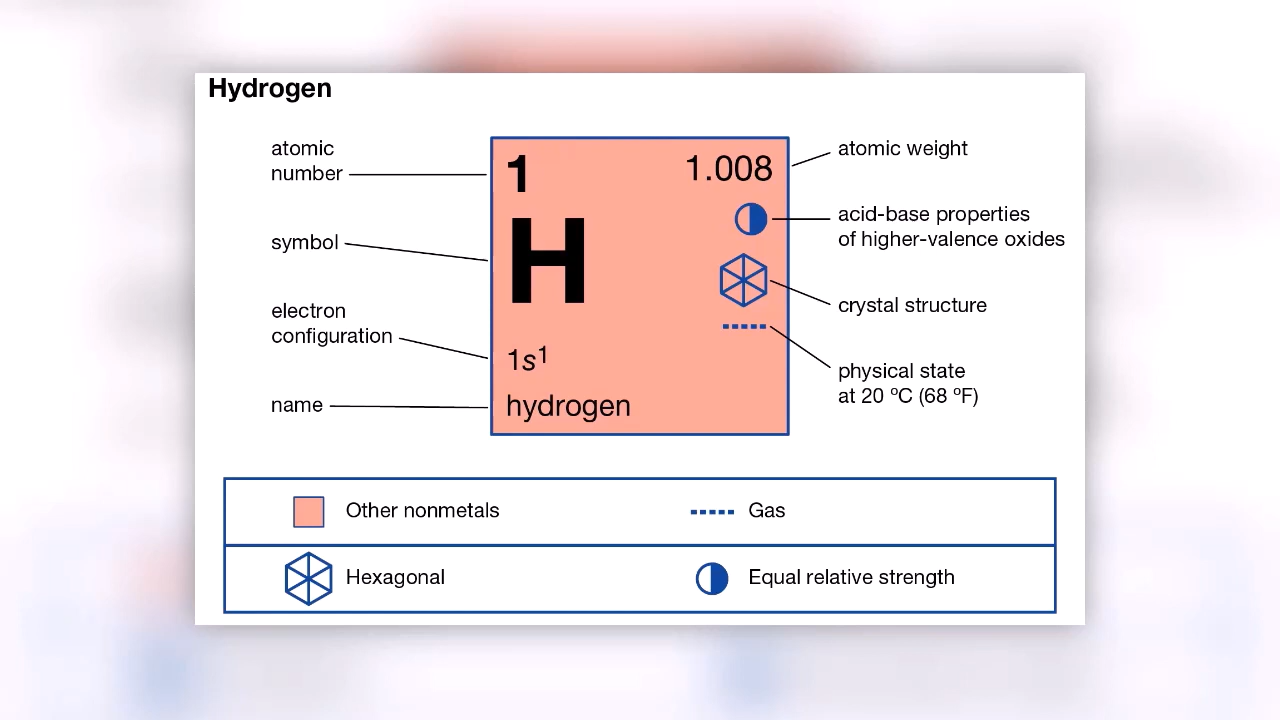 Hydrogen
atomic
number
1
1.008
atomic weight
symbol
H
acid-base properties
of higher-valence oxides
crystal structure
electron
configuration
1s¹
physical state
at 20 ºC (68 ºF)
name
hydrogen
Other nonmetals
Gas
Hexagonal
Equal relative strength